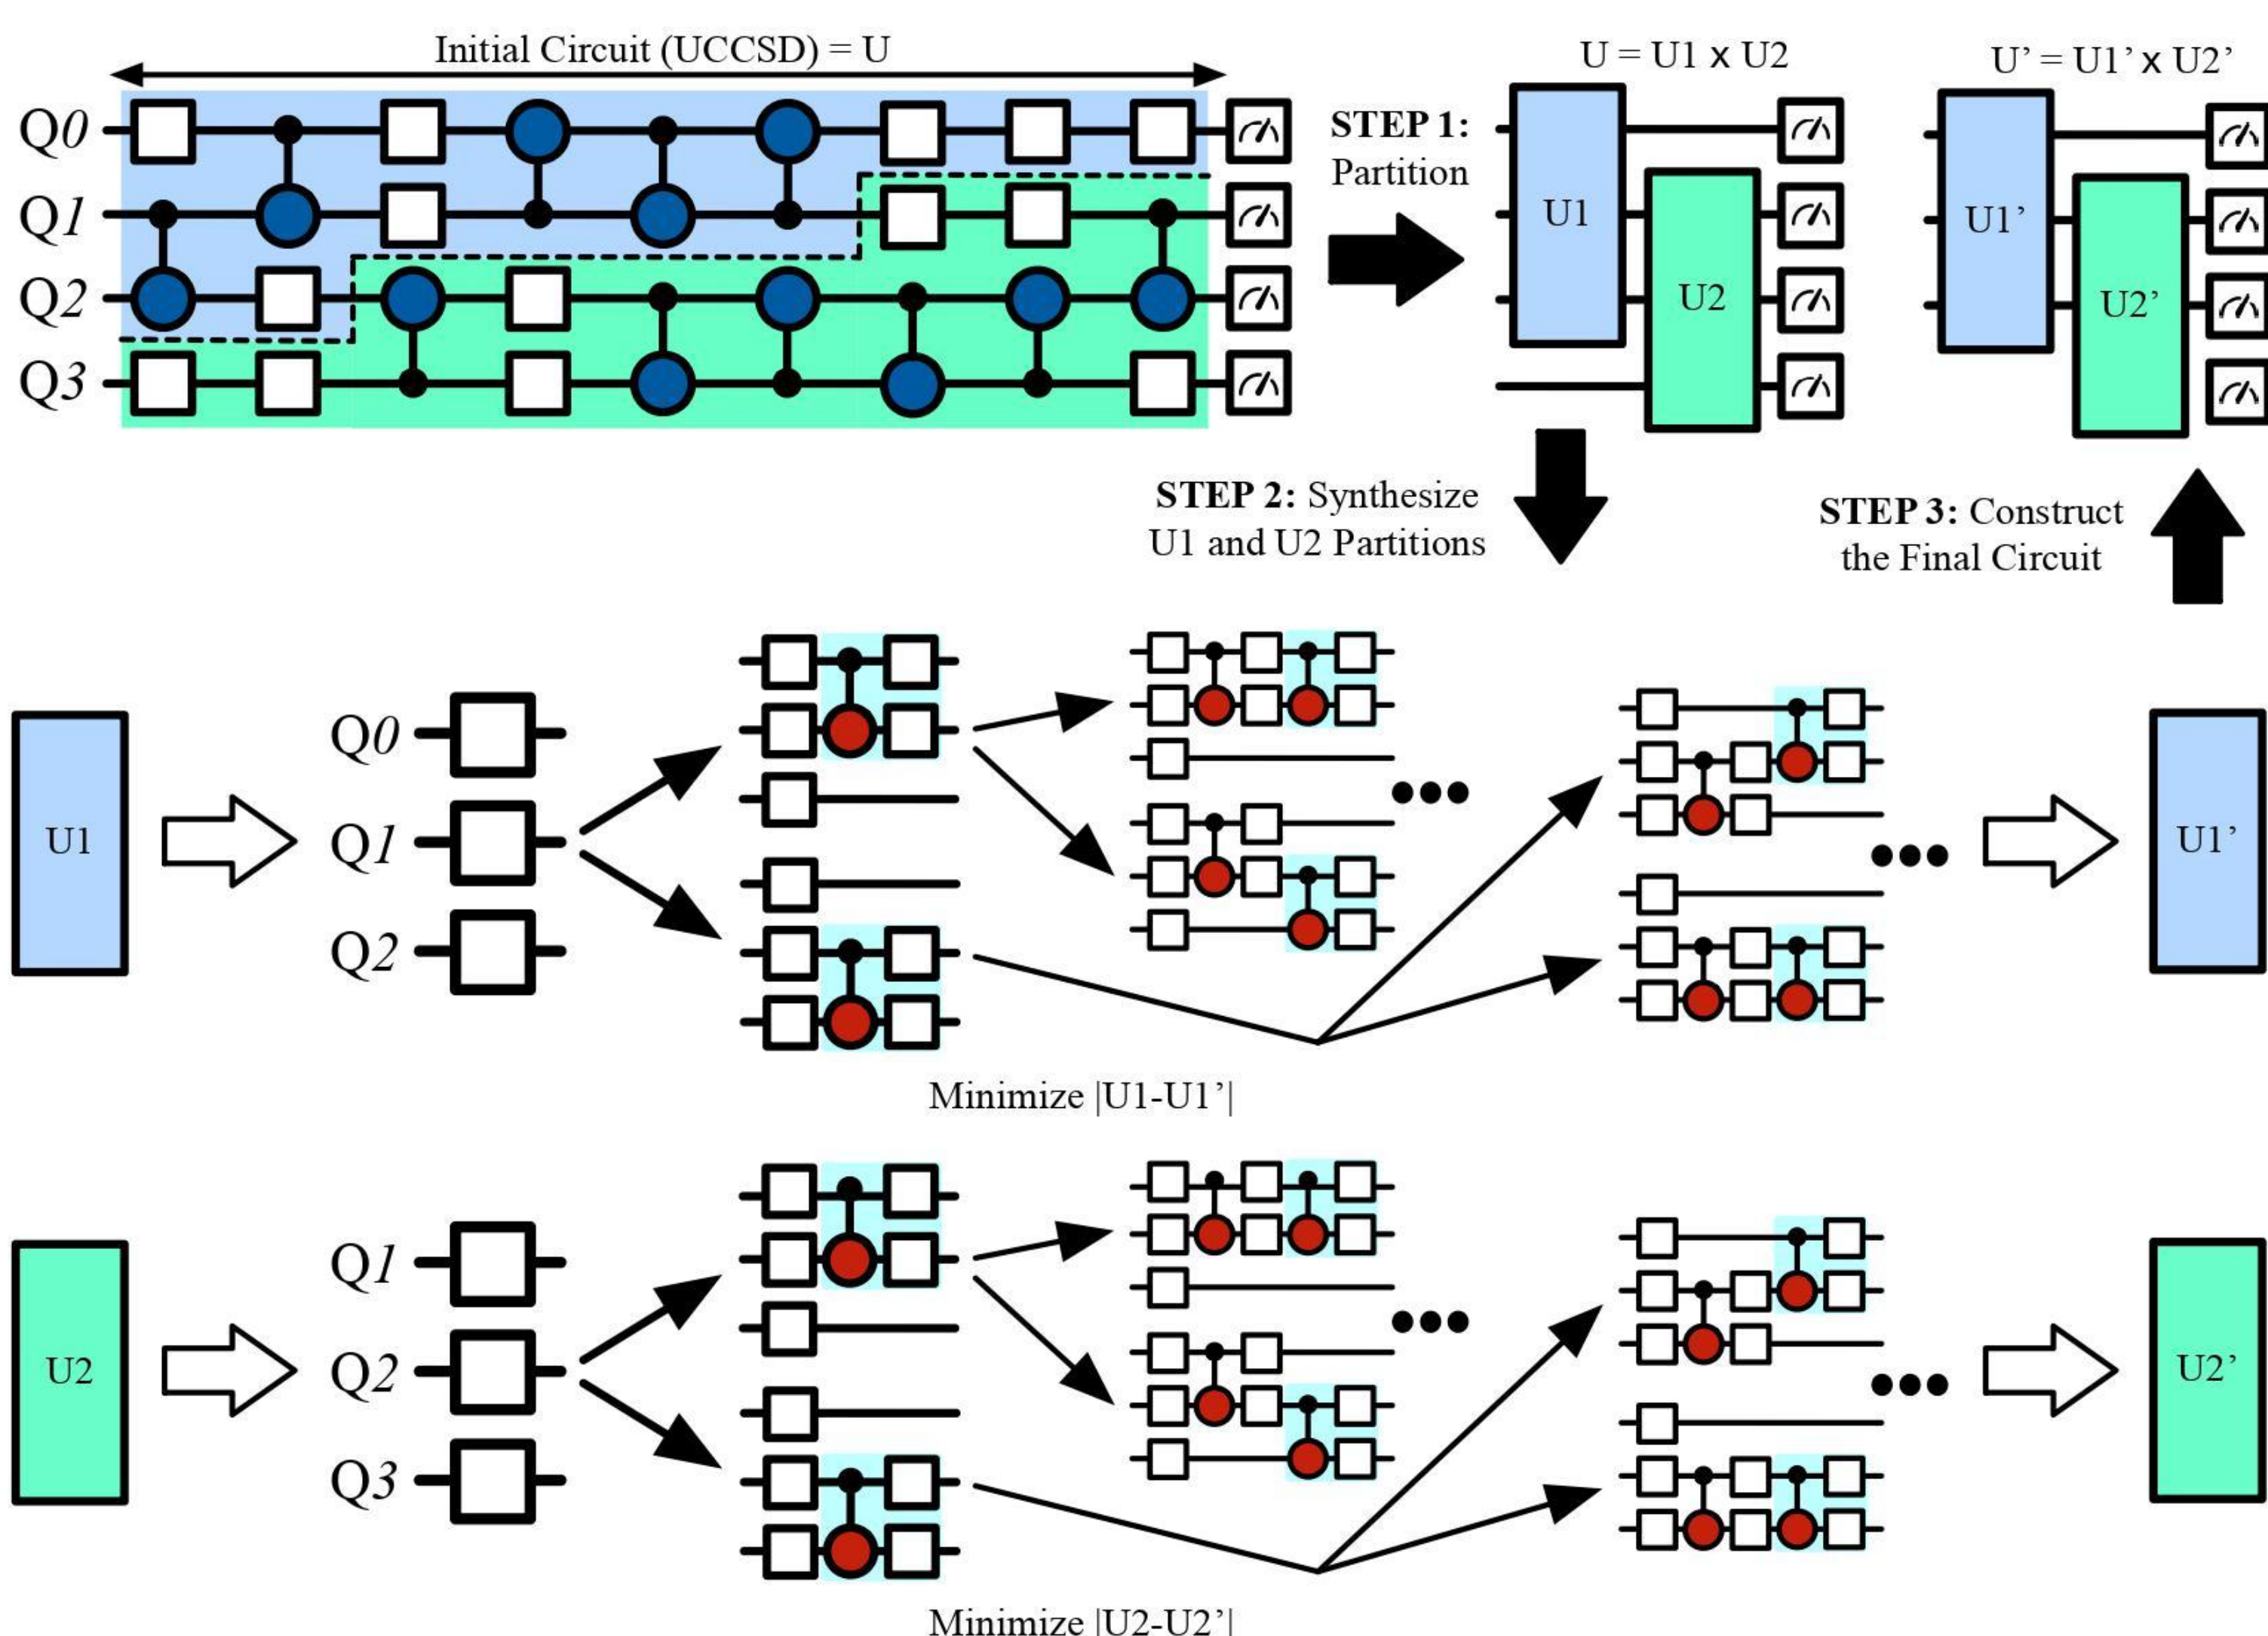 Initial Circuit (UCCSD) = U
Q0
Q1
Q2
Q3
STEP 1:
Partition
U = U1 x U2
U1
U2
U’ = U1’ x U2’
U1’
U2’
STEP 2: Synthesize
U1 and U2 Partitions
STEP 3: Construct
the Final Circuit
U1
Q0
Q1
Q2
U1’
Minimize |U1-U1’|
U2
Q1
Q2
Q3
U2’
Minimize |U2-U2’|